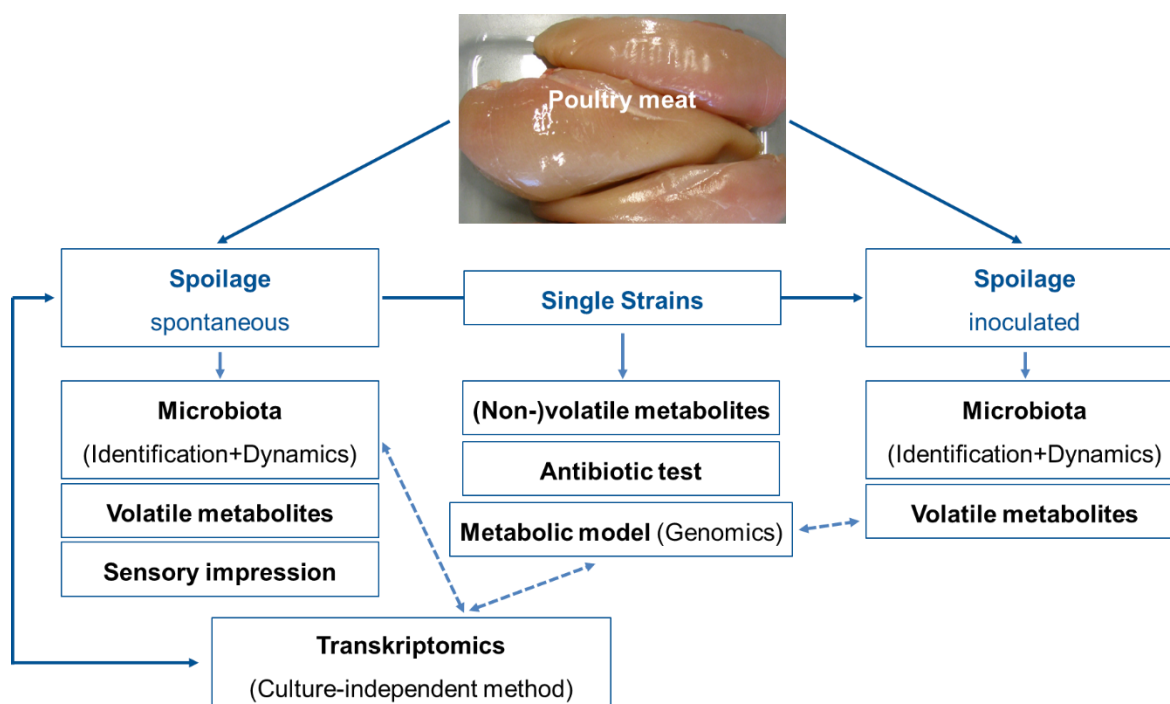 Poultry meat
Spoilage
spontaneous
Single Strains
Spoilage
inoculated
Microbiota
(Identification+Dynamics)
Volatile metabolites
Sensory impression
(Non-)volatile metabolites
Antibiotic test
Metabolic model (Genomics)
Microbiota
(Identification+Dynamics)
Volatile metabolites
Transkriptomics
(Culture-independent method)